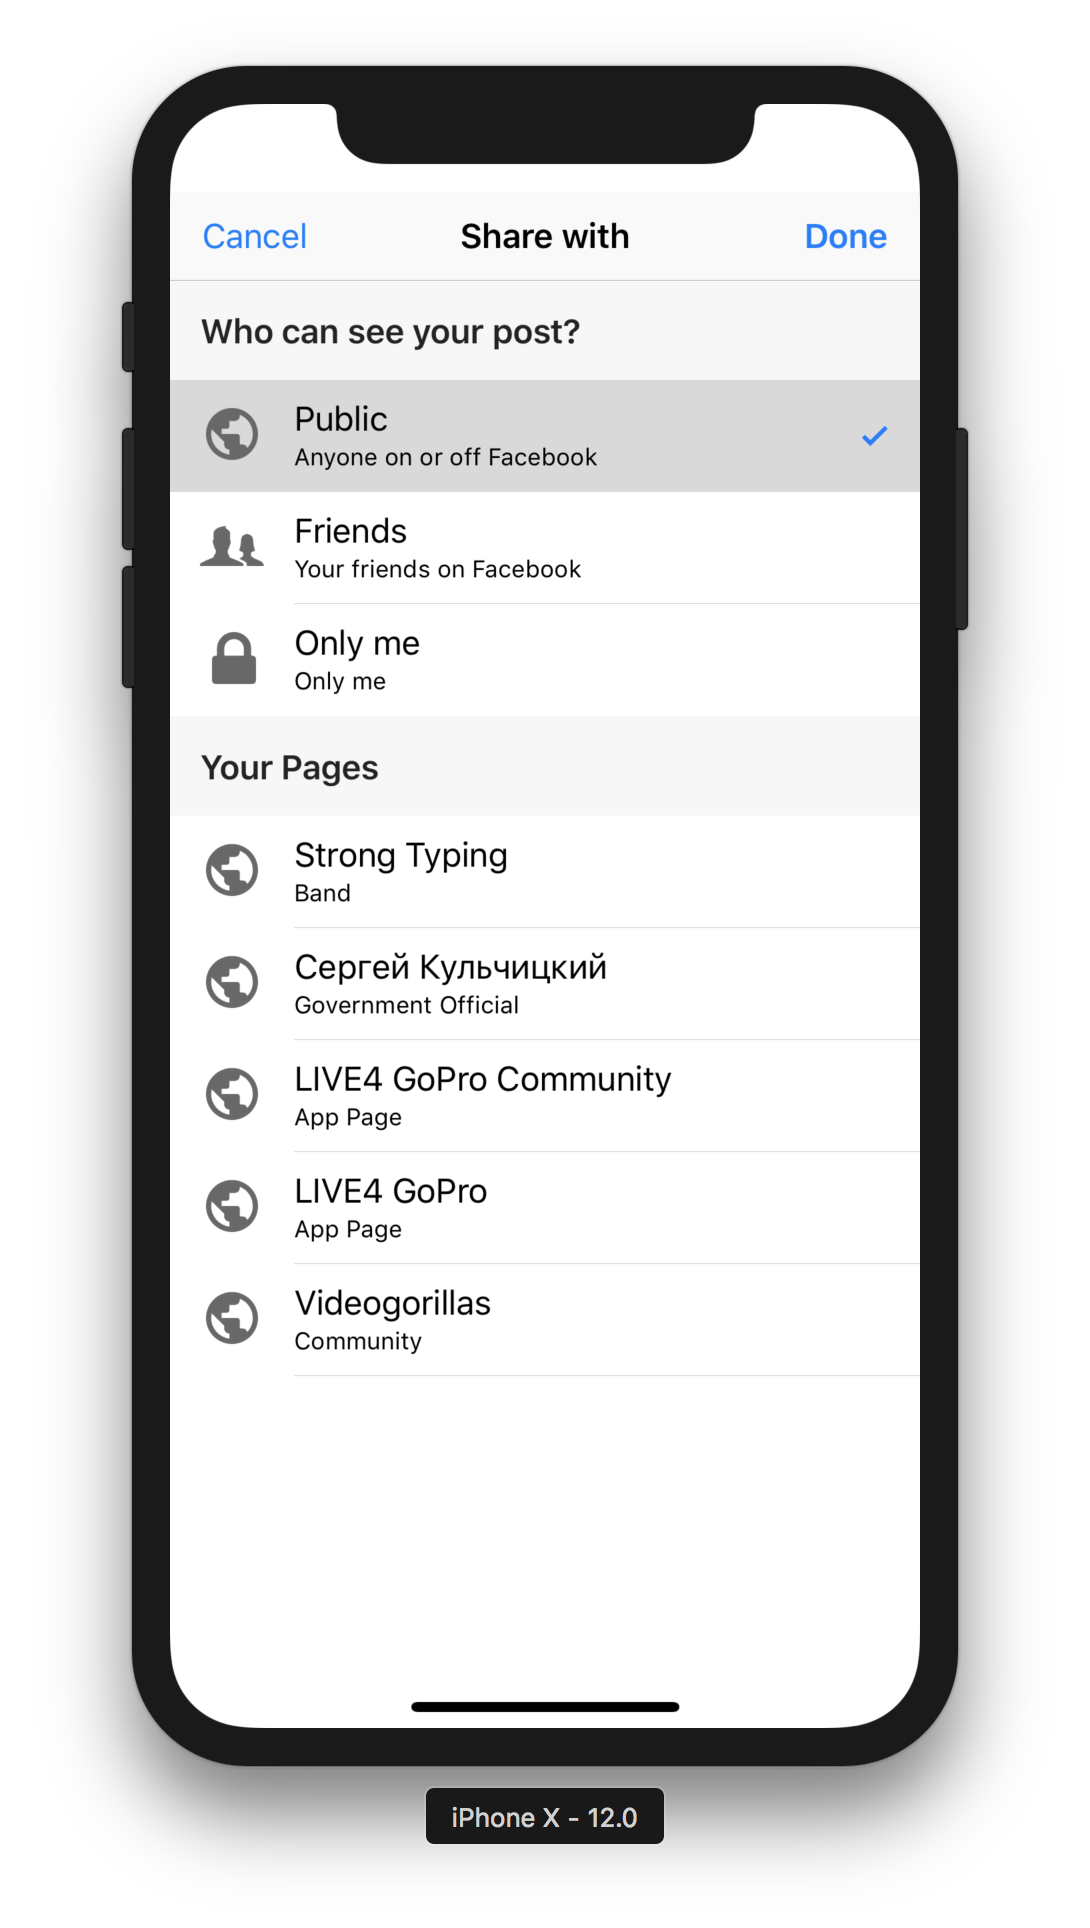 Cancel Share with Done
Who can see your post?
Public
Anyone on or off Facebook
Friends
Your friends on Facebook
Only me
Only me
Your Pages
Strong Typing
Band
Сергей Кульчицкий
Government Official
LIVE4 GoPro Community
App Page
LIVE4 GoPro
App Page
Videogorillas
Community
iPhone X - 12.0